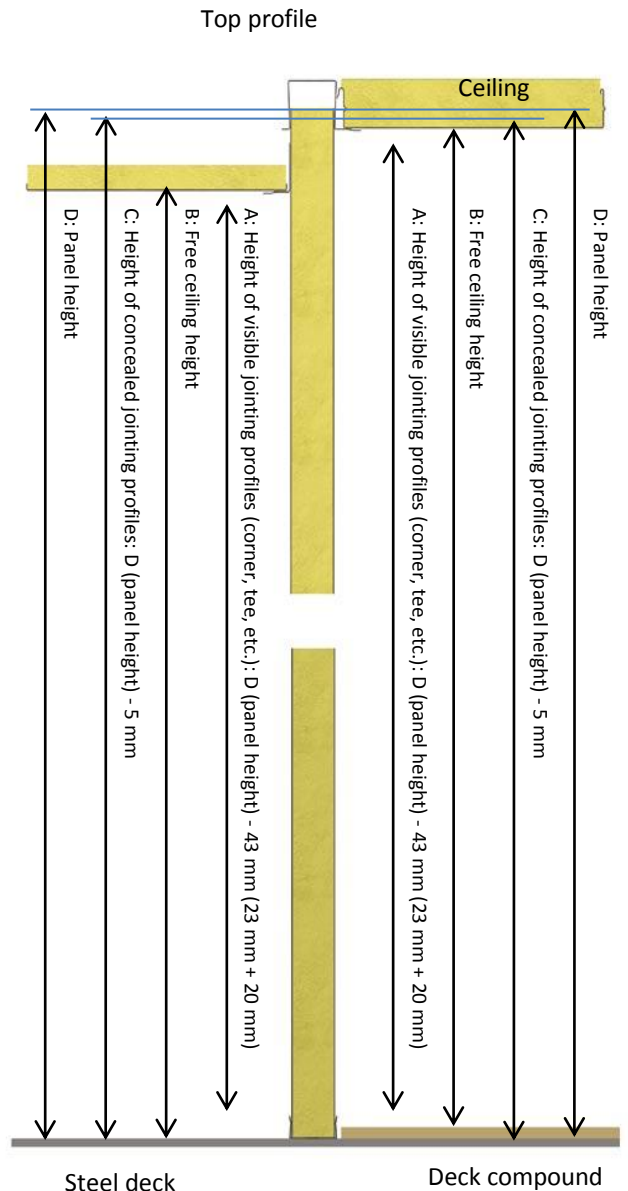 Top profile
Ceiling
D: Panel height
C: Height of concealed jointing profiles: D (panel height) - 5 mm
B: Free ceiling height
A: Height of visible jointing profiles (corner, tee, etc.): D (panel height) - 43 mm (23 mm + 20 mm)
A: Height of visible jointing profiles (corner, tee, etc.): D (panel height) - 43 mm (23 mm + 20 mm)
B: Free ceiling height
C: Height of concealed jointing profiles: D (panel height) - 5 mm
D: Panel height
Steel deck
Deck compound